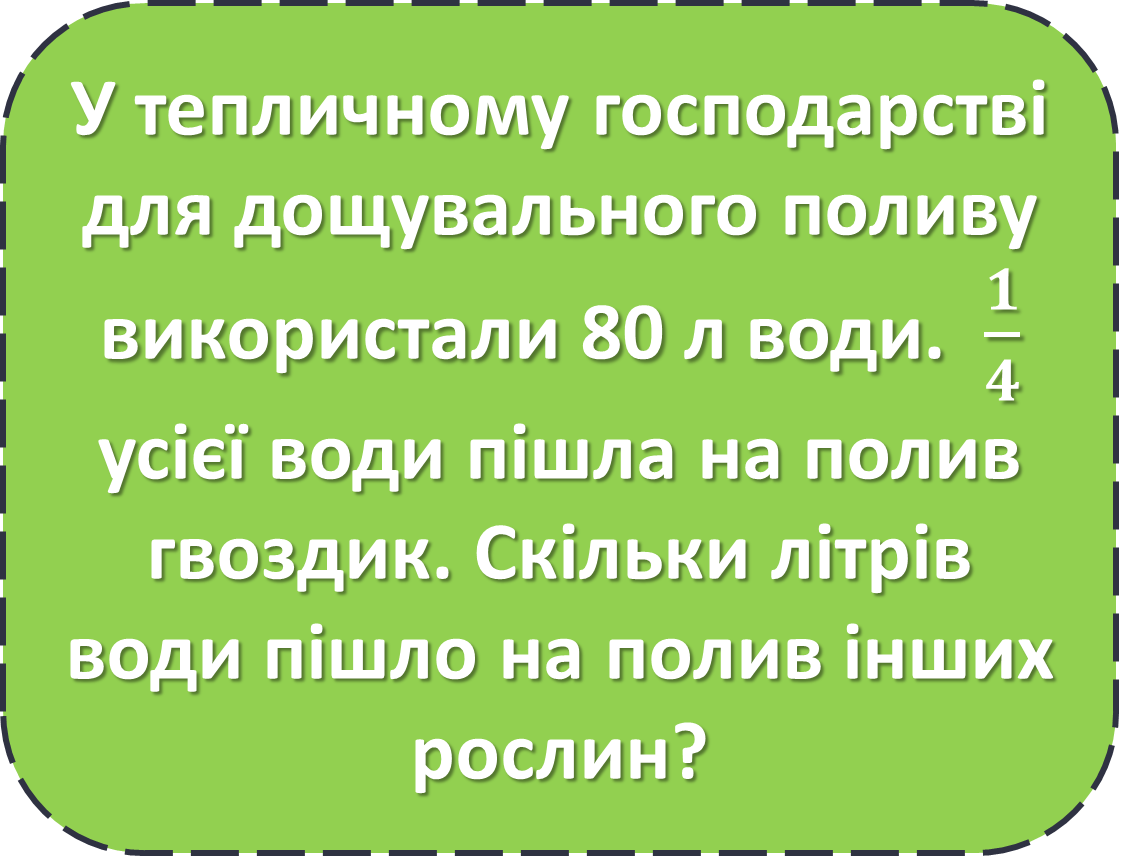 У тепличному господарстві
для дощувального поливу
використали 80 л води. 1/4
усієї води пішла на полив
гвоздик. Скільки літрів
води пішло на полив інших
рослин?